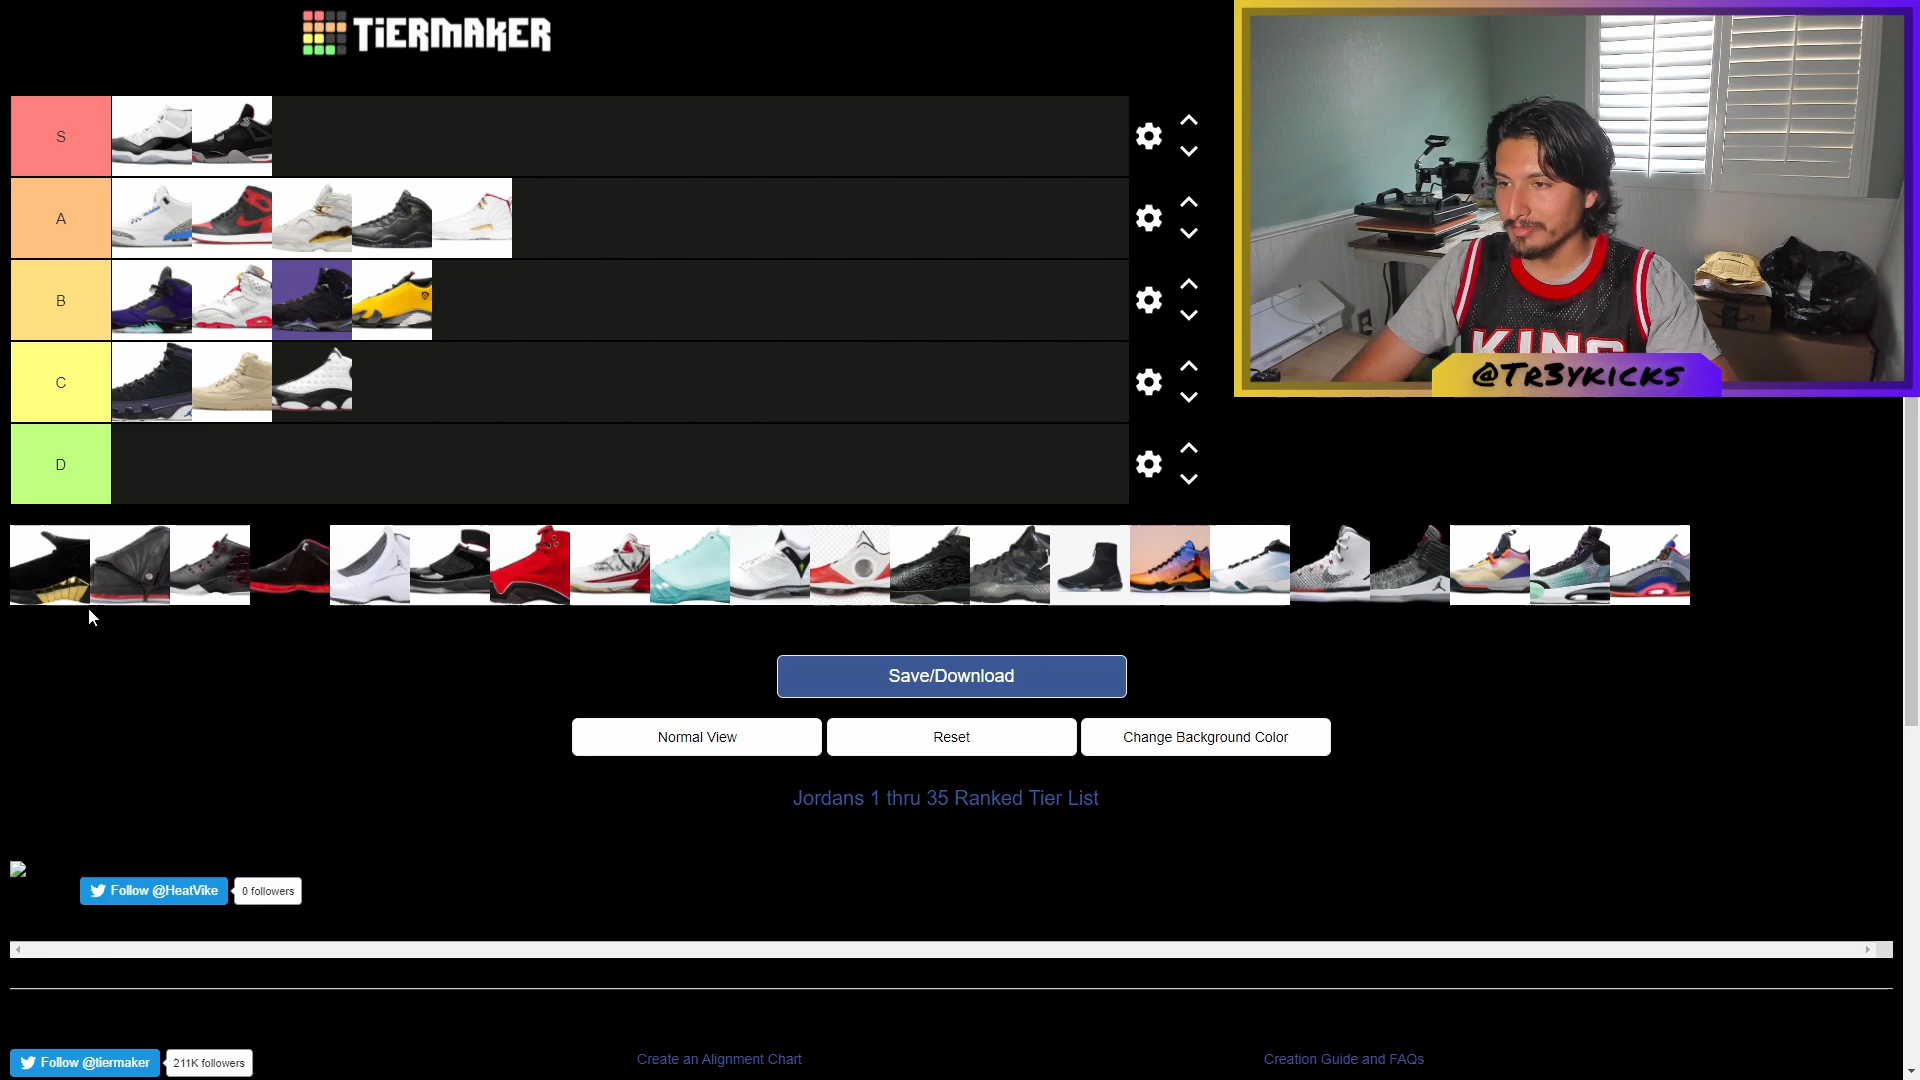 TiERMAKER
S
A
B
C
D
KING
@Tr3ykicks
Save/Download
Normal View
Reset
Change Background Color
Jordans 1 thru 35 Ranked Tier List
Follow @HeatVike
0 followers
Follow @tiermaker
211K followers
Create an Alignment Chart
Creation Guide and FAQs